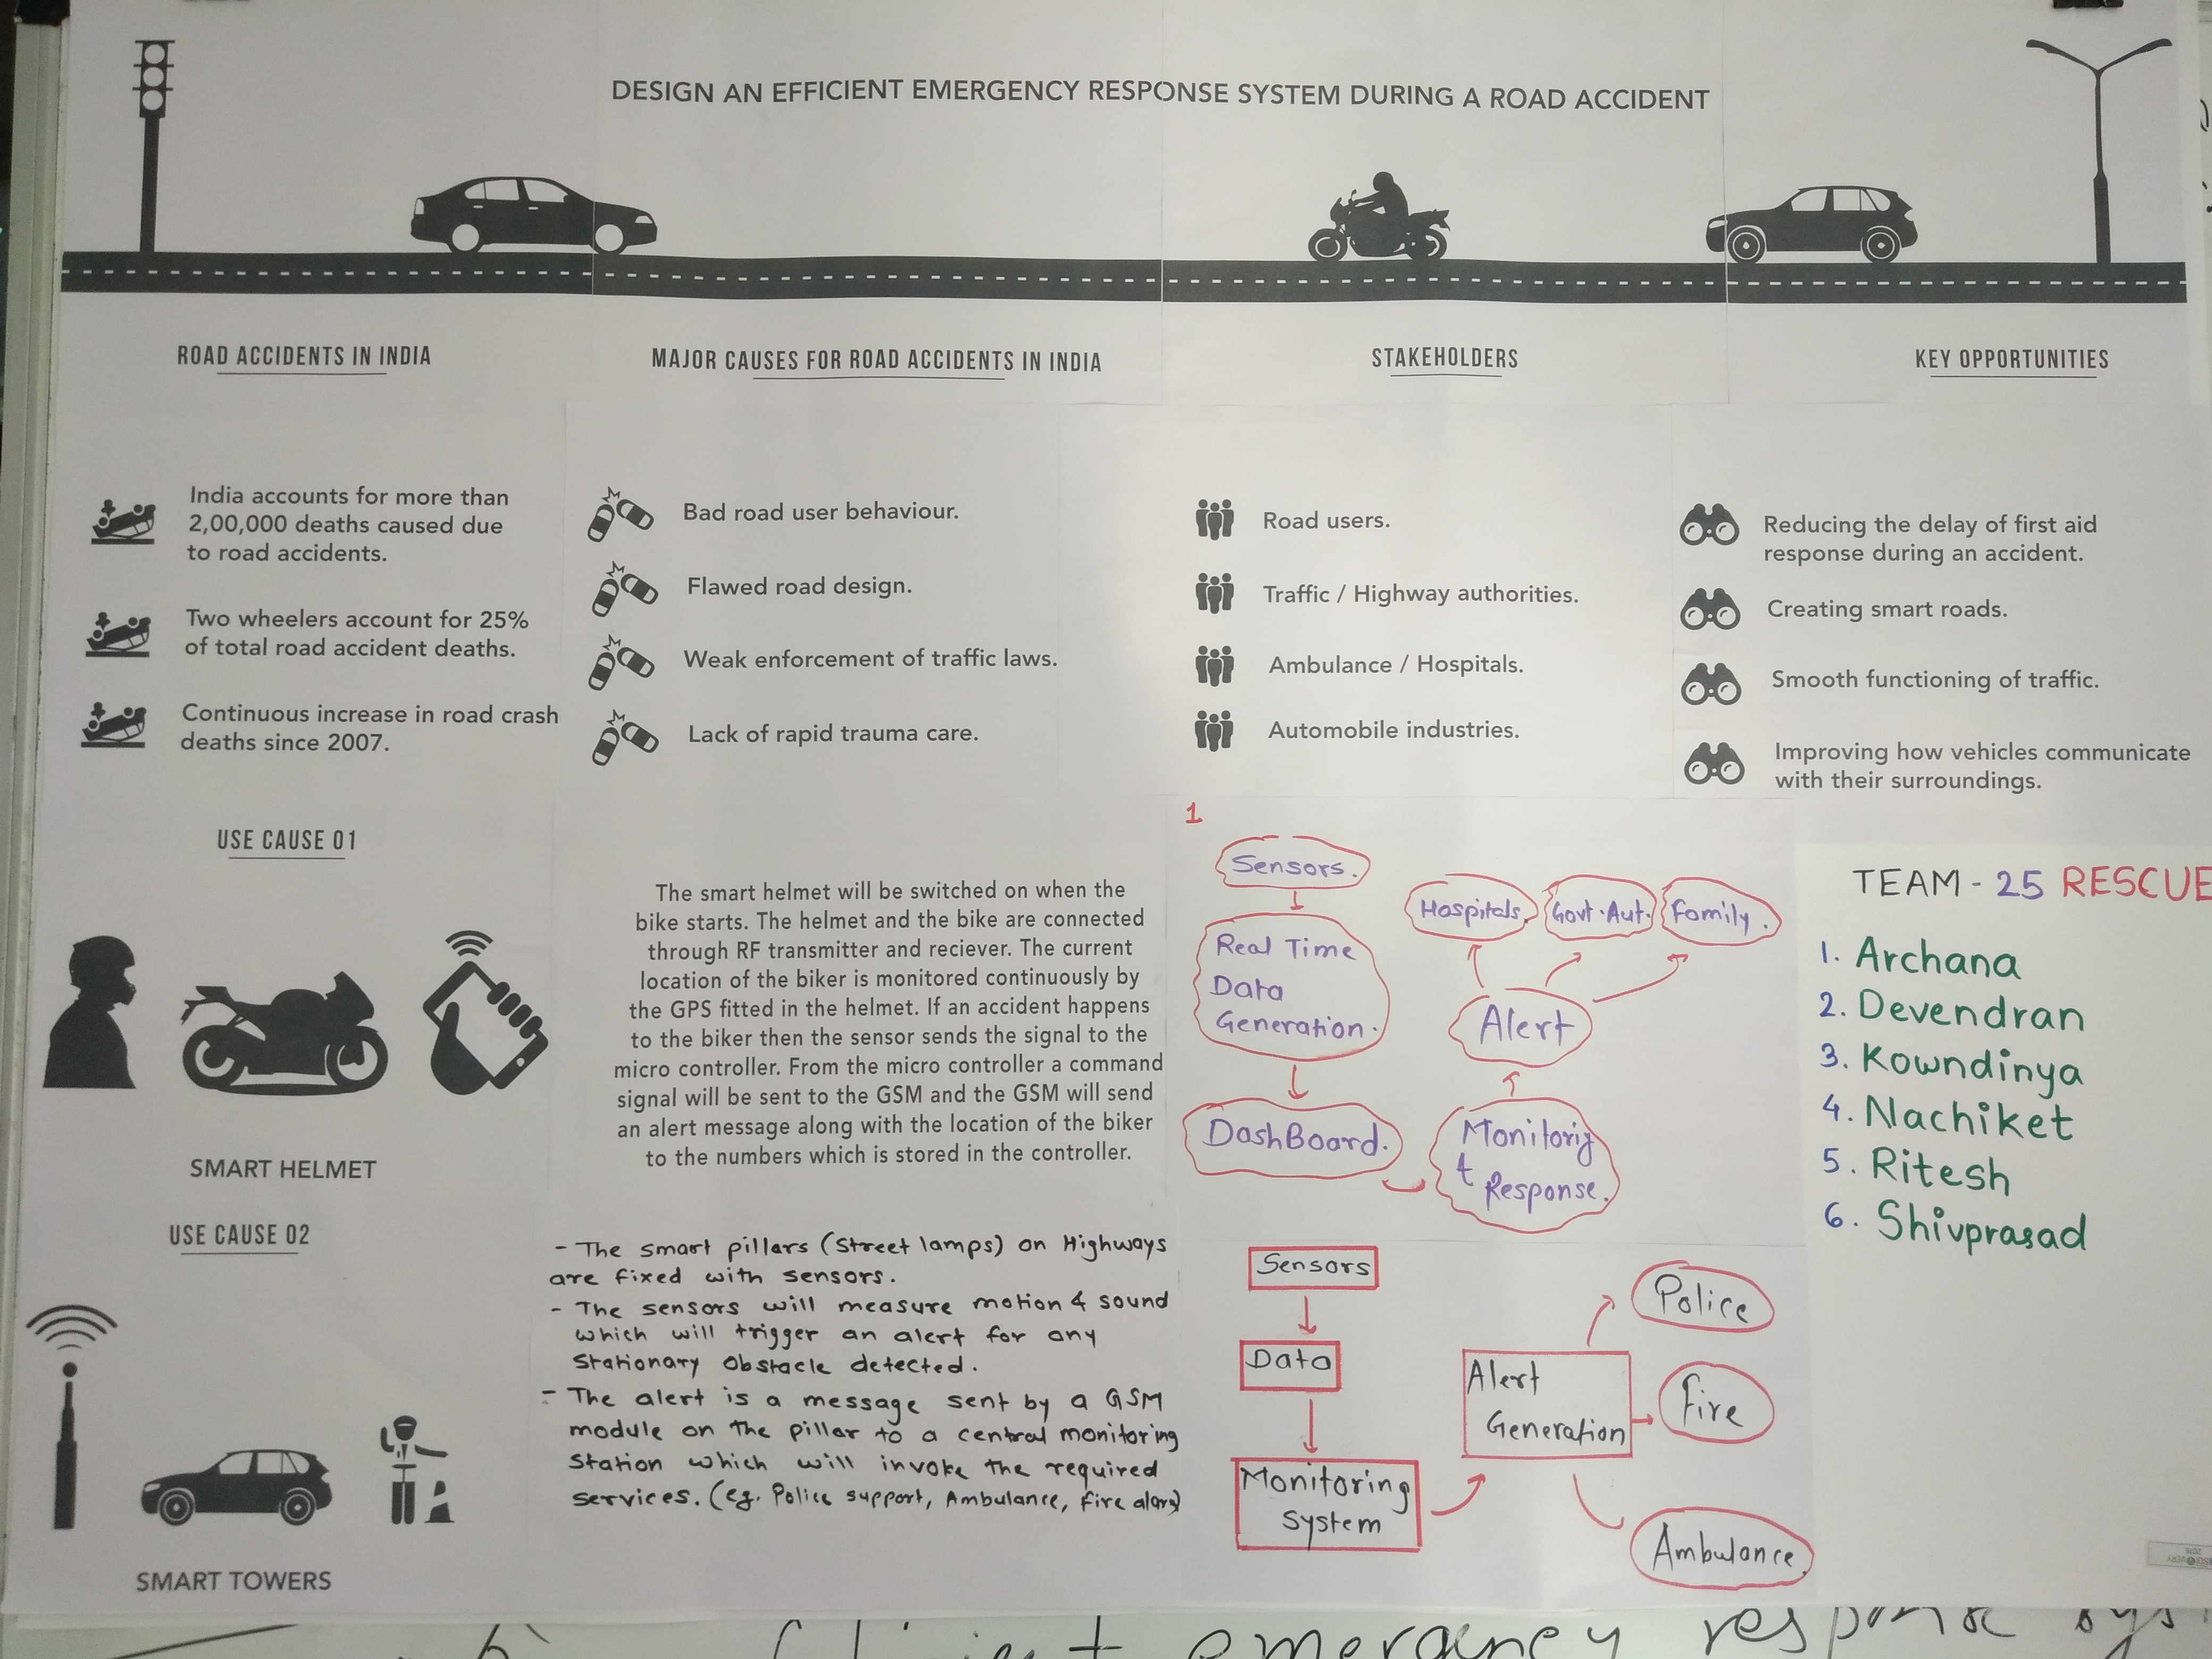 DESIGN AN EFFICIENT EMERGENCY RESPONSE SYSTEM DURING A ROAD ACCIDENT
ROAD ACCIDENTS IN INDIA
India accounts for more than
2,00,000 deaths caused due
to road accidents.
Two wheelers account for 25%
of total road accident deaths.
Continuous increase in road crash
deaths since 2007.
MAJOR CAUSES FOR ROAD ACCIDENTS IN INDIA
Bad road user behaviour.
Flawed road design.
Weak enforcement of traffic laws.
Lack of rapid trauma care.
STAKEHOLDERS
Road users.
Traffic / Highway authorities.
Ambulance / Hospitals.
Automobile industries.
KEY OPPORTUNITIES
Reducing the delay of first aid
response during an accident.
Creating smart roads.
Smooth functioning of traffic.
Improving how vehicles communicate
with their surroundings.
USE CAUSE 01
SMART HELMET
The smart helmet will be switched on when the
bike starts. The helmet and the bike are connected
through RF transmitter and reciever. The current
location of the biker is monitored continuously by
the GPS fitted in the helmet. If an accident happens
to the biker then the sensor sends the signal to the
micro controller. From the micro controller a command
signal will be sent to the GSM and the GSM will send
an alert message along with the location of the biker
to the numbers which is stored in the controller.
1
Sensors.
Real Time
Data
Generation.
DashBoard.
Monitorig
&
Response.
Alert
Hospitals.
Govt. Aut.
Family.
TEAM - 25 RESCUE
1. Archana
2. Devendran
3. Kowndinya
4. Nachiket
5. Ritesh
6. Shivprasad
USE CAUSE 02
SMART TOWERS
- The smart pillars (Street lamps) on Highways
are fixed with sensors.
- The sensors will measure motion & sound
which will trigger an alert for any
stationary obstacle detected.
- The alert is a message sent by a GSM
module on the pillar to a central monitoring
station which will invoke the required
services. (eg. Police support, Ambulance, Fire alarm)
Sensors
Data
Monitoring
System
Alert
Generation
Police
Fire
Ambulance.
emergency response sys